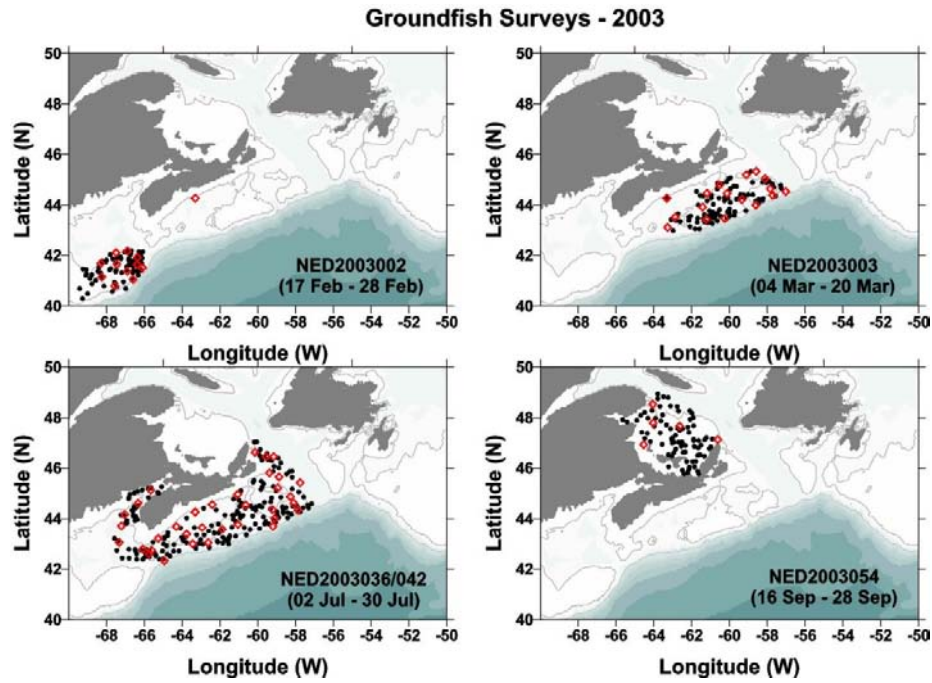 Groundfish Surveys - 2003
50
48
46
44
42
40
Latitude (N)
-68 -66 -64 -62 -60 -58 -56 -54 -52 -50
Longitude (W)
NED2003002
(17 Feb - 28 Feb)
50
48
46
44
42
40
Latitude (N)
-68 -66 -64 -62 -60 -58 -56 -54 -52 -50
Longitude (W)
NED2003003
(04 Mar - 20 Mar)
50
48
46
44
42
40
Latitude (N)
-68 -66 -64 -62 -60 -58 -56 -54 -52 -50
Longitude (W)
NED2003036/042
(02 Jul - 30 Jul)
50
48
46
44
42
40
Latitude (N)
-68 -66 -64 -62 -60 -58 -56 -54 -52 -50
Longitude (W)
NED2003054
(16 Sep - 28 Sep)